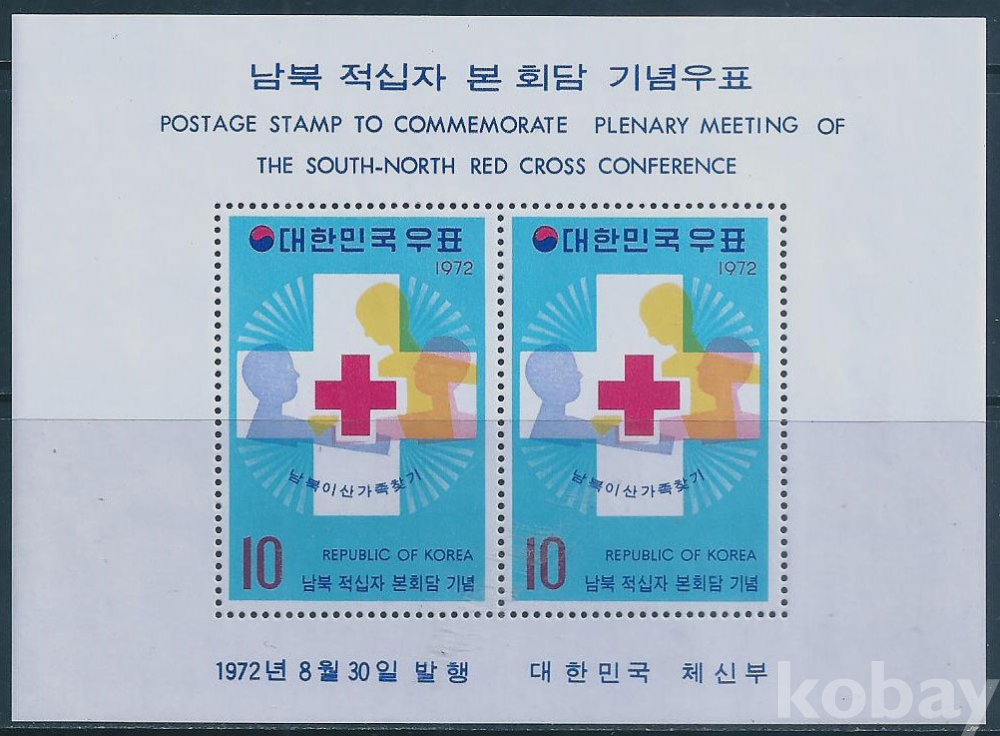 남북 적십자 본 회담 기념우표
POSTAGE STAMP TO COMMEMORATE PLENARY MEETING OF
THE SOUTH-NORTH RED CROSS CONFERENCE
대한민국우표
1972
남북이산가족찾기
10
REPUBLIC OF KOREA
남북 적십자 본회담 기념
대한민국우표
1972
남북이산가족찾기
10
REPUBLIC OF KOREA
남북 적십자 본회담 기념
1972년 8월 30일 발행 대한민국 체신부
kobay